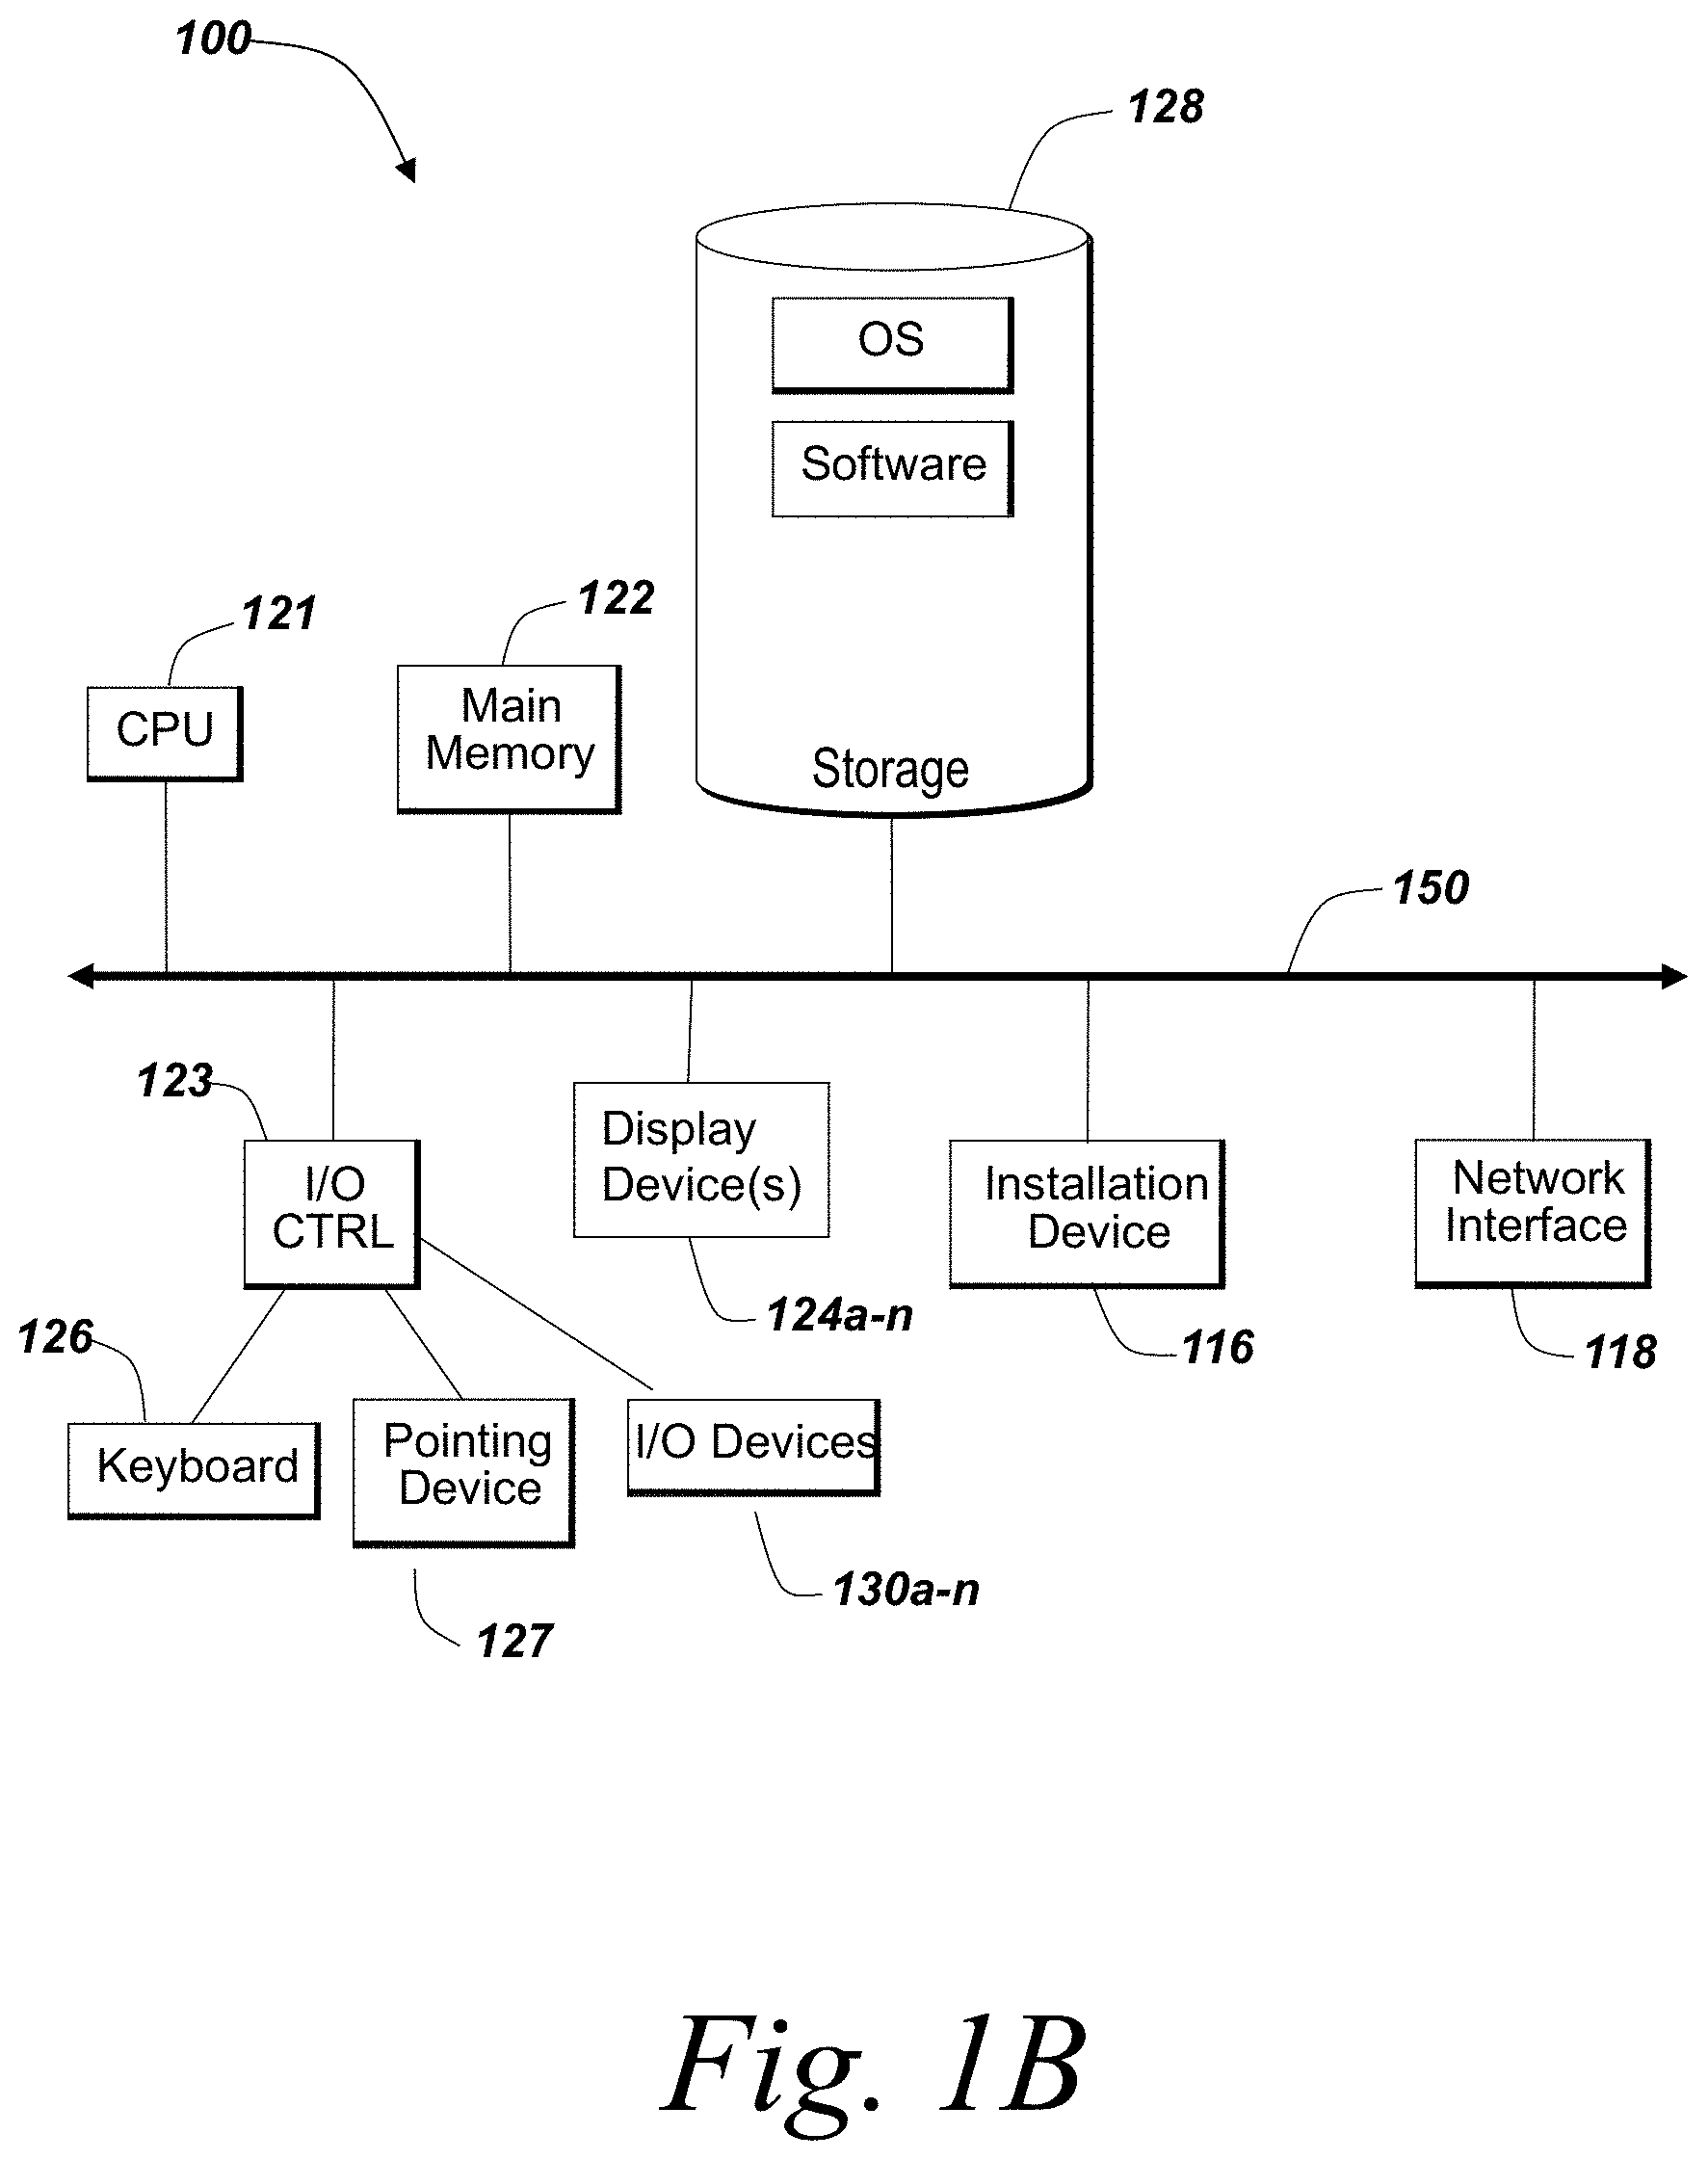 100
128
OS
Software
121
122
CPU
Main
Memory
Storage
150
123
I/O
CTRL
Display
Device(s)
Installation
Device
Network
Interface
126
124a-n
116
118
Keyboard
Pointing
Device
I/O Devices
127
130a-n
Fig. 1B